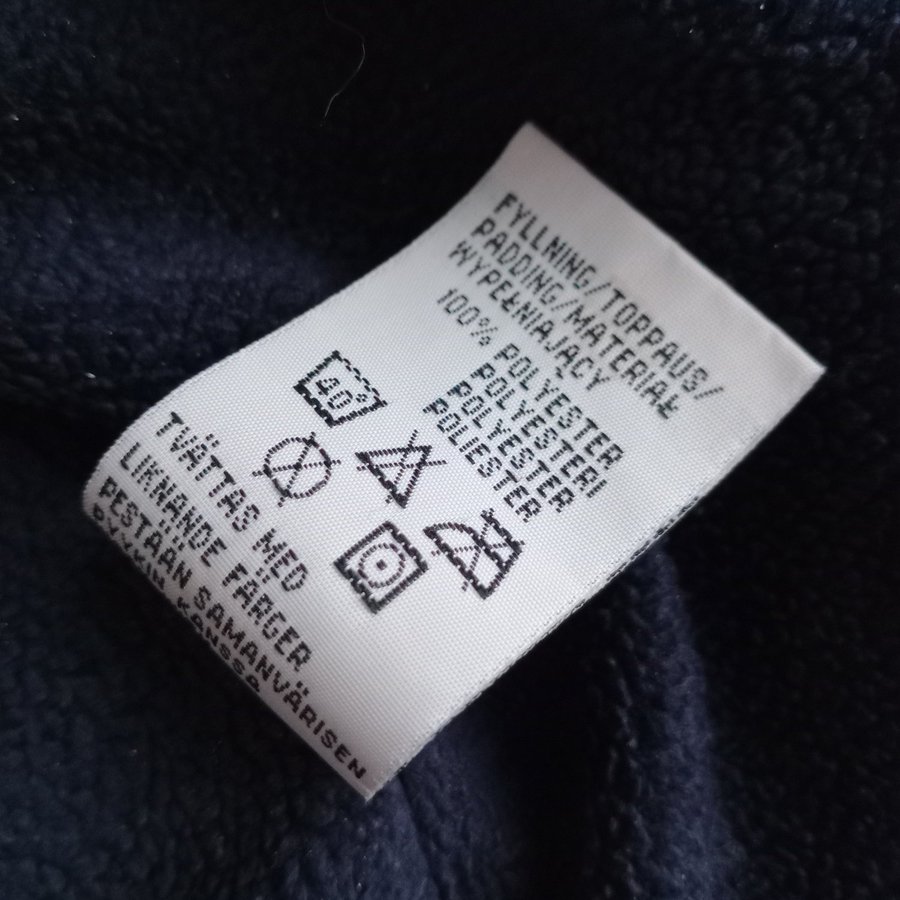 FYLLNING/TOPPAUS/
PADDING/MATERIAŁ
WYPEŁNIAJĄCY
100% POLYESTER
POLYESTERI
POLYESTER
POLIESTER
40°
TVÄTTAS MED
LIKNANDE FÄRGER
PESTÄÄN SAMANVÄRISEN
PYYKIN KANSSA